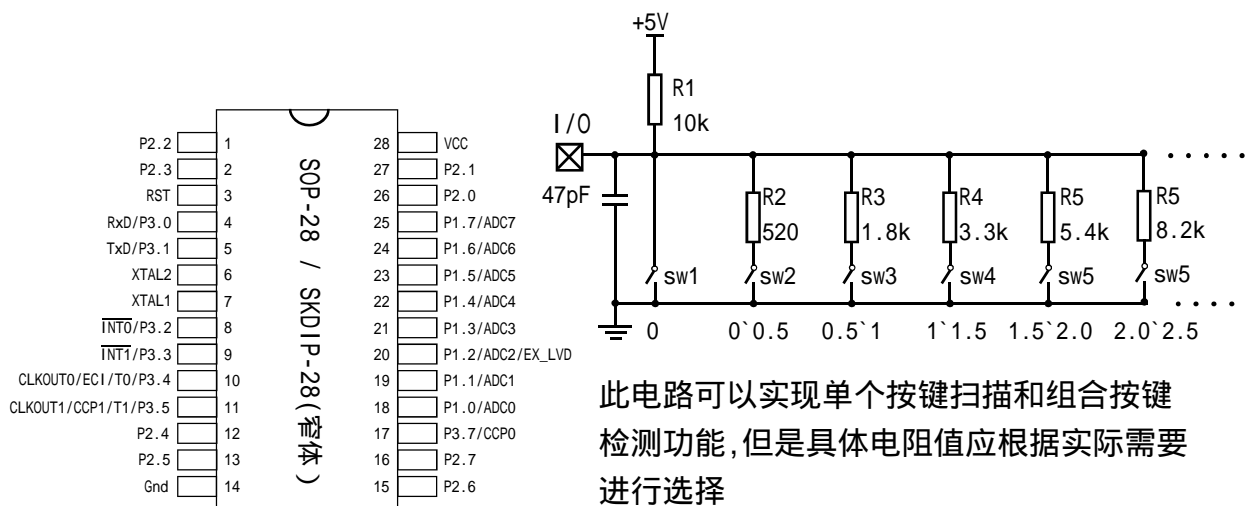 P2.2 1
P2.3 2
RST 3
RxD/P3.0 4
TxD/P3.1 5
XTAL2 6
XTAL1 7
INT0/P3.2 8
INT1/P3.3 9
CLKOUT0/ECI/T0/P3.4 10
CLKOUT1/CCP1/T1/P3.5 11
P2.4 12
P2.5 13
Gnd 14
SOP-28 / SKDIP-28(窄体)
28 VCC
27 P2.1
26 P2.0
25 P1.7/ADC7
24 P1.6/ADC6
23 P1.5/ADC5
22 P1.4/ADC4
21 P1.3/ADC3
20 P1.2/ADC2/EX_LVD
19 P1.1/ADC1
18 P1.0/ADC0
17 P3.7/CCP0
16 P2.7
15 P2.6
+5V
R1
10k
I/O
47pF
R2
520
R3
1.8k
R4
3.3k
R5
5.4k
R5
8.2k
sw1
sw2
sw3
sw4
sw5
sw5
0 0`0.5 0.5`1 1`1.5 1.5`2.0 2.0`2.5
此电路可以实现单个按键扫描和组合按键
检测功能,但是具体电阻值应根据实际需要
进行选择